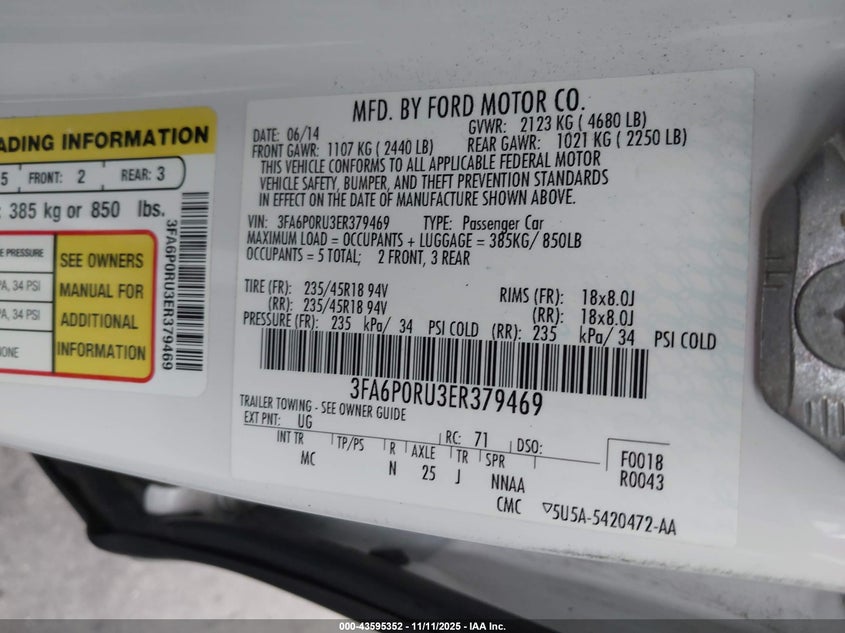 ADING INFORMATION
5 FRONT: 2 REAR: 3
: 385 kg or 850 lbs.
E PRESSURE
PA, 34 PSI
PA, 34 PSI
ONE
SEE OWNERS
MANUAL FOR
ADDITIONAL
INFORMATION
3FA6P0RU3ER379469
MFD. BY FORD MOTOR CO.
DATE: 06/14 GVWR: 2123 KG ( 4680 LB)
FRONT GAWR: 1107 KG ( 2440 LB) REAR GAWR: 1021 KG ( 2250 LB)
THIS VEHICLE CONFORMS TO ALL APPLICABLE FEDERAL MOTOR
VEHICLE SAFETY, BUMPER, AND THEFT PREVENTION STANDARDS
IN EFFECT ON THE DATE OF MANUFACTURE SHOWN ABOVE.
VIN: 3FA6P0RU3ER379469 TYPE: Passenger Car
MAXIMUM LOAD = OCCUPANTS + LUGGAGE = 385KG/ 850LB
OCCUPANTS = 5 TOTAL; 2 FRONT, 3 REAR
TIRE (FR): 235/45R18 94V RIMS (FR): 18x8.0J
(RR): 235/45R18 94V (RR): 18x8.0J
PRESSURE (FR): 235 kPa/ 34 PSI COLD (RR): 235 kPa/ 34 PSI COLD
3FA6P0RU3ER379469
TRAILER TOWING - SEE OWNER GUIDE
EXT PNT: UG RC: 71 DSO:
INT TR TP/PS R AXLE TR SPR F0018
MC N 25 J NNAA R0043
CMC ▽5U5A-5420472-AA
000-43595352 - 11/11/2025 - IAA Inc.